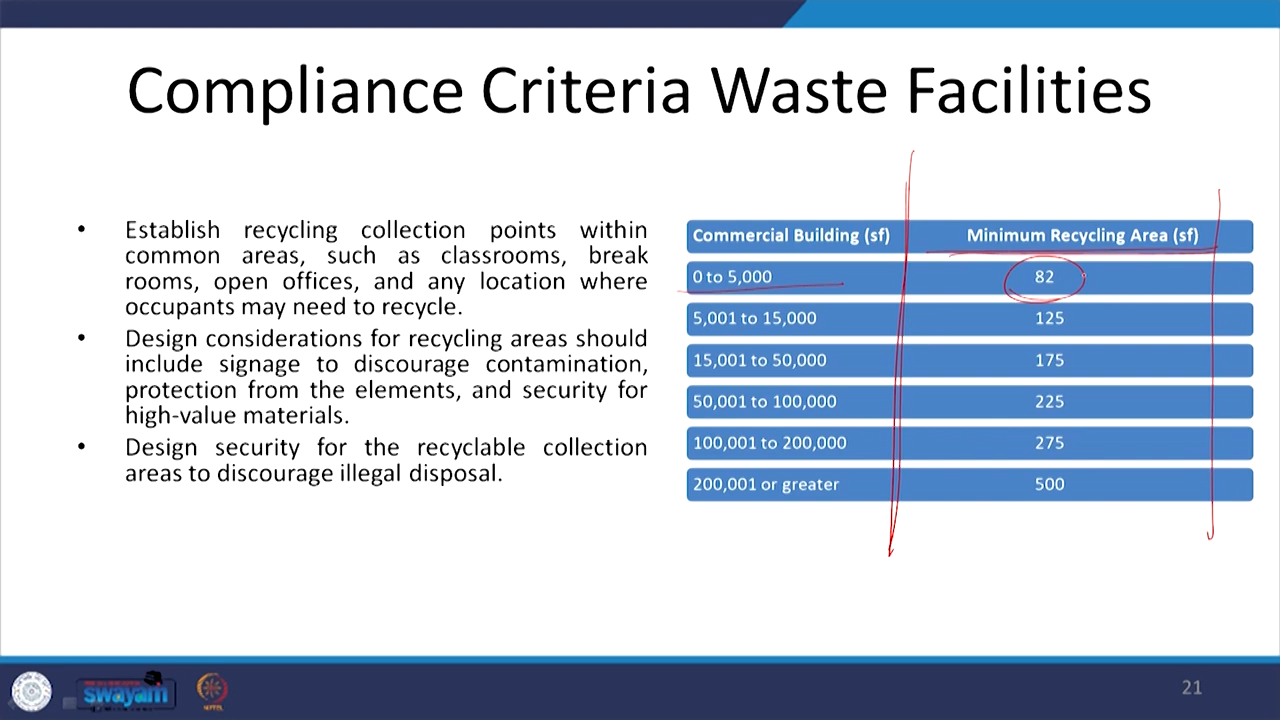 Compliance Criteria Waste Facilities
• Establish recycling collection points within
common areas, such as classrooms, break
rooms, open offices, and any location where
occupants may need to recycle.
• Design considerations for recycling areas should
include signage to discourage contamination,
protection from the elements, and security for
high-value materials.
• Design security for the recyclable collection
areas to discourage illegal disposal.
Commercial Building (sf) Minimum Recycling Area (sf)
0 to 5,000 82
5,001 to 15,000 125
15,001 to 50,000 175
50,001 to 100,000 225
100,001 to 200,000 275
200,001 or greater 500
swayam
21